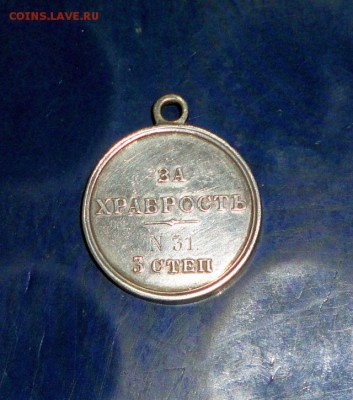 COINS.LAVE.RU
ЗА
ХРАБРОСТЬ
N 31.
3 СТЕП